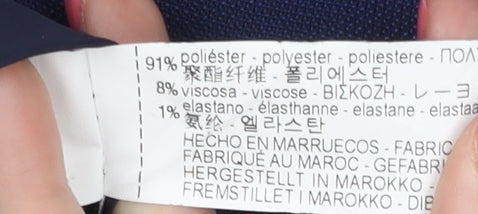 91% poliéster - polyester - poliestere - ΠΟΛ
聚酯纤维 - 폴리에스터
8% viscosa - viscose - ΒΙΣΚΟΖΗ - レーヨ
1% elastano - élasthanne - elastane - elasta
氨纶 - 엘라스탄
HECHO EN MARRUECOS - FABRIC
FABRIQUÉ AU MAROC - GEFABRI
HERGESTELLT IN MAROKKO -
FREMSTILLET I MAROKKO - DIE